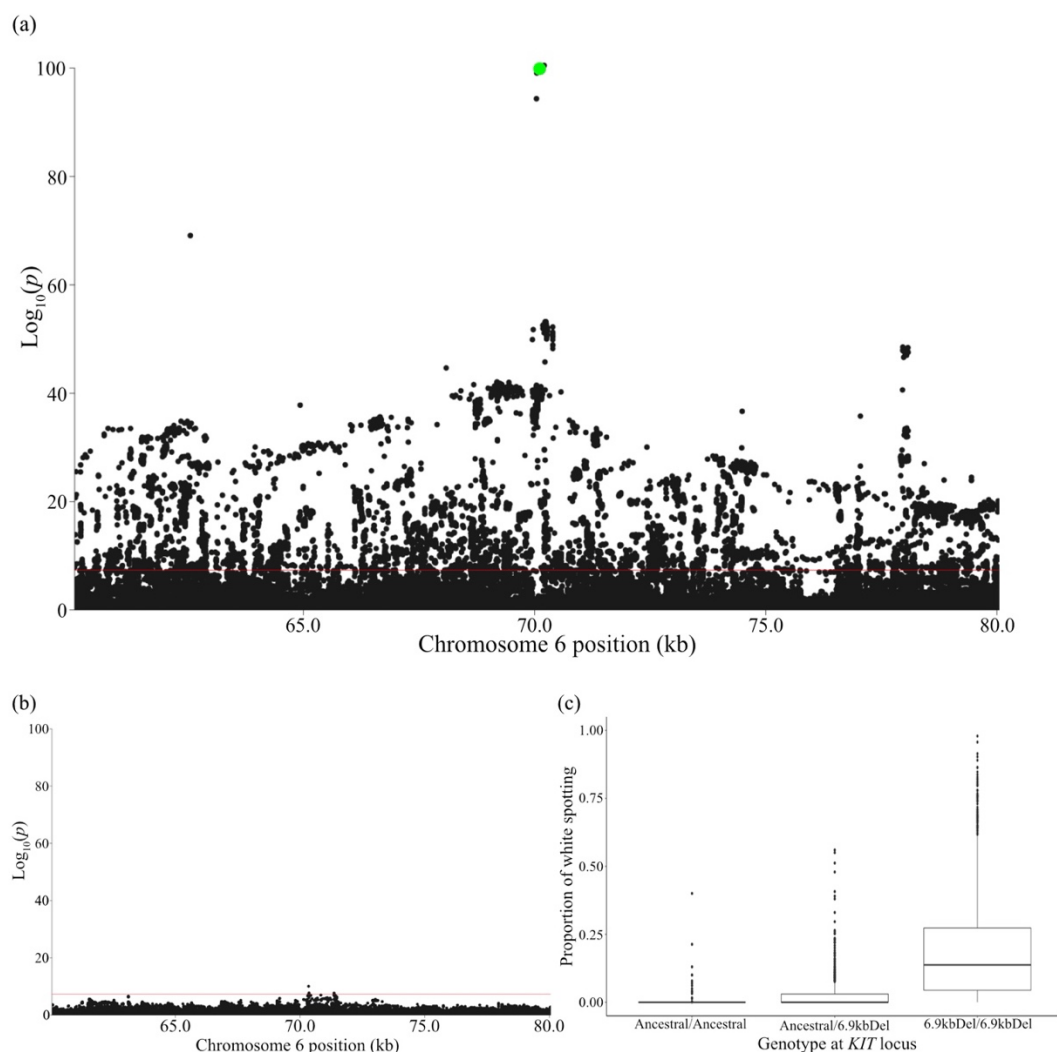 (a)
100
80
60
40
20
0
Log10(p)
65.0 70.0 75.0 80.0
Chromosome 6 position (kb)
(b)
100
80
60
40
20
0
Log10(p)
65.0 70.0 75.0 80.0
Chromosome 6 position (kb)
(c)
1.00
0.75
0.50
0.25
0.00
Proportion of white spotting
Ancestral/Ancestral Ancestral/6.9kbDel 6.9kbDel/6.9kbDel
Genotype at KIT locus